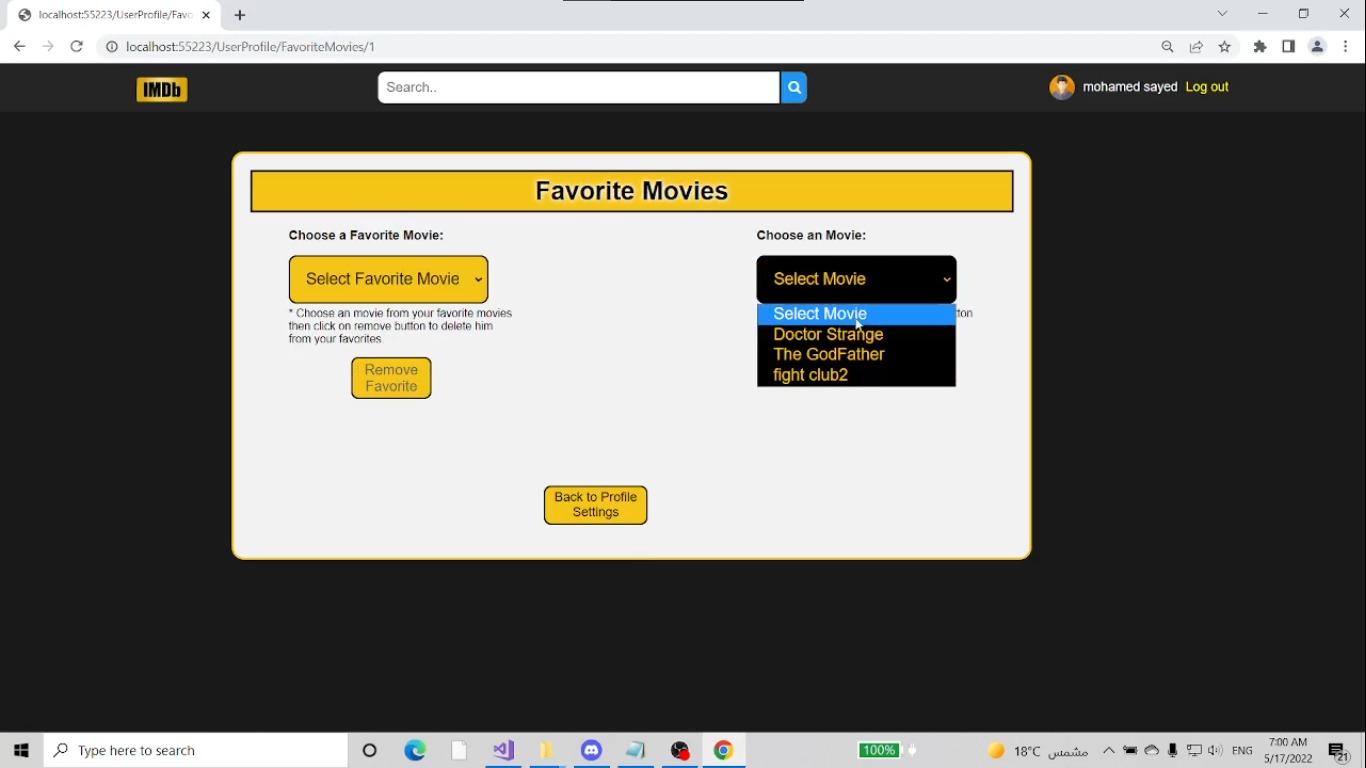 localhost:55223/UserProfile/Favo
localhost:55223/UserProfile/FavoriteMovies/1
IMDb
Search..
mohamed sayed Log out
Favorite Movies
Choose a Favorite Movie:
Choose an Movie:
Select Favorite Movie
Select Movie
* Choose an movie from your favorite movies
then click on remove button to delete him
from your favorites.
Select Movie
Doctor Strange
The GodFather
fight club2
Remove
Favorite
Back to Profile
Settings
Type here to search
100%
18°C مشمس
ENG
7:00 AM
5/17/2022
21